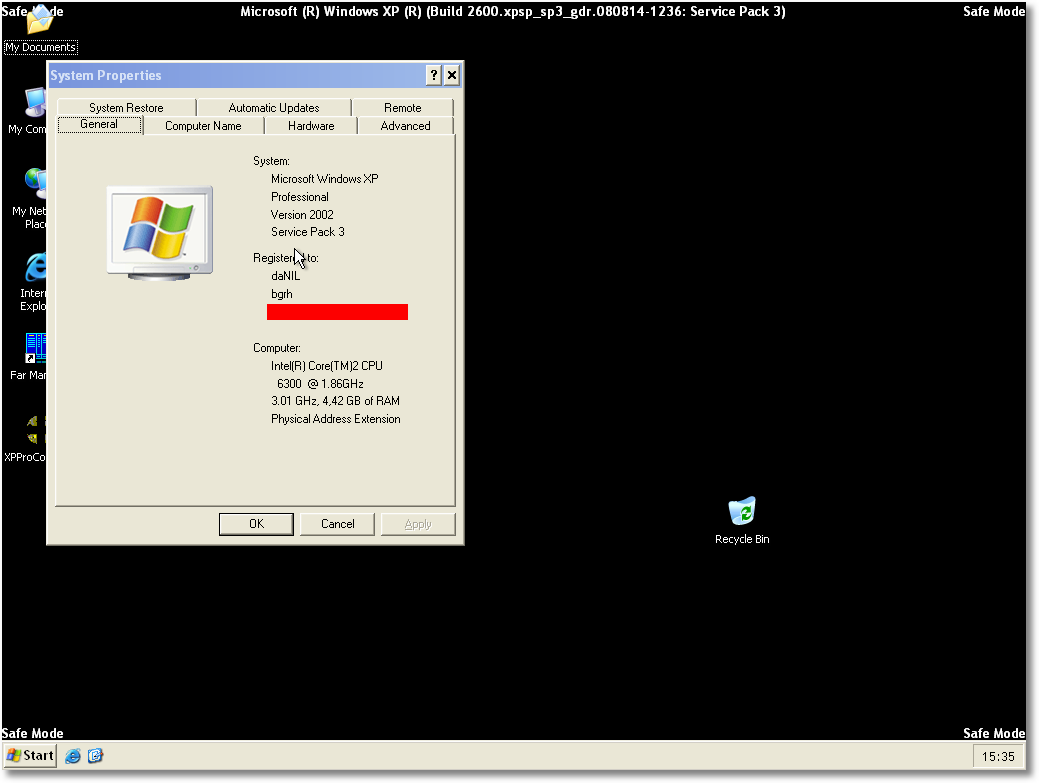 Safe Mode
Microsoft (R) Windows XP (R) (Build 2600.xpsp_sp3_gdr.080814-1236: Service Pack 3)
Safe Mode
My Documents
System Properties
System Restore
Automatic Updates
Remote
General
Computer Name
Hardware
Advanced
System:
Microsoft Windows XP
Professional
Version 2002
Service Pack 3
Registered to:
daNIL
bgrh
Computer:
Intel(R) Core(TM)2 CPU
6300 @ 1.86GHz
3.01 GHz, 4,42 GB of RAM
Physical Address Extension
OK
Cancel
Apply
My Com
My Net
Place
Intern
Explo
Far Man
XPProCo
Recycle Bin
Safe Mode
Safe Mode
Start
15:35